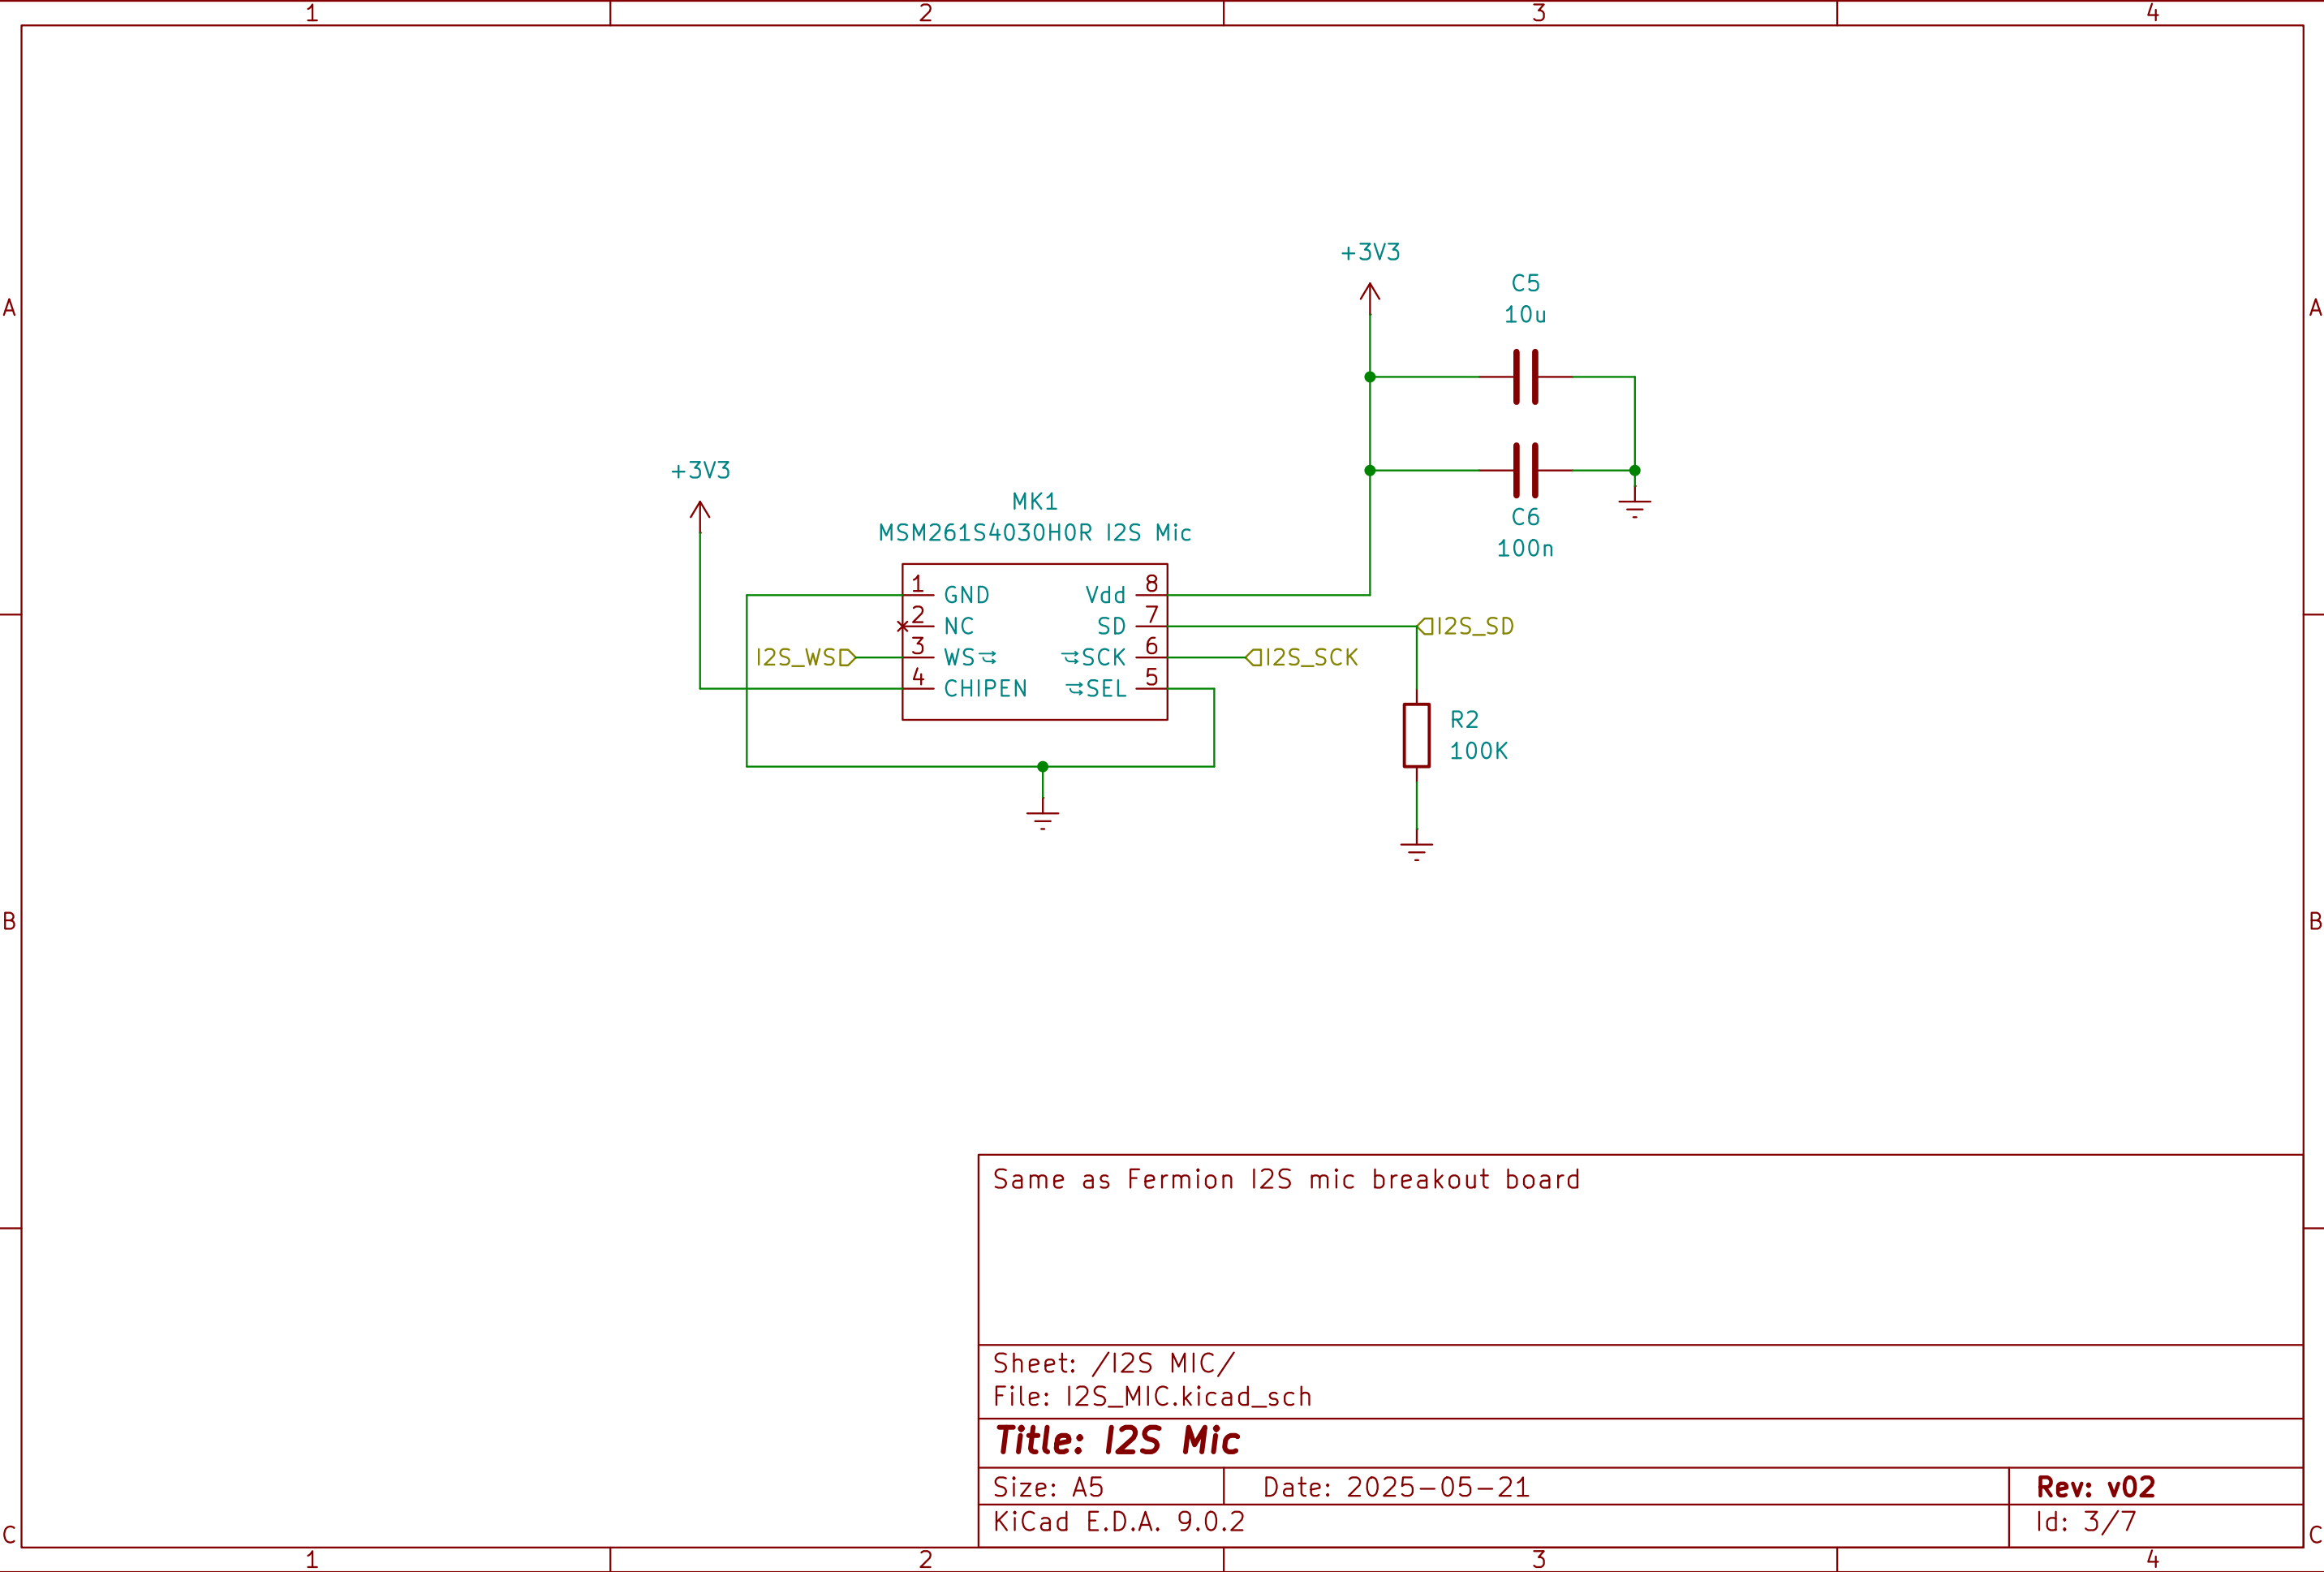 1 2 3 4
A A
+3V3
C5
10u
+3V3
C6
100n
MK1
MSM261S4030H0R I2S Mic
1 GND Vdd 8
2 NC SD 7 I2S_SD
I2S_WS 3 WS SCK 6 I2S_SCK
4 CHIPEN SEL 5
R2
100K
B B
Same as Fermion I2S mic breakout board
Sheet: /I2S MIC/
File: I2S_MIC.kicad_sch
Title: I2S Mic
Size: A5 Date: 2025-05-21 Rev: v02
KiCad E.D.A. 9.0.2 Id: 3/7
C C
1 2 3 4